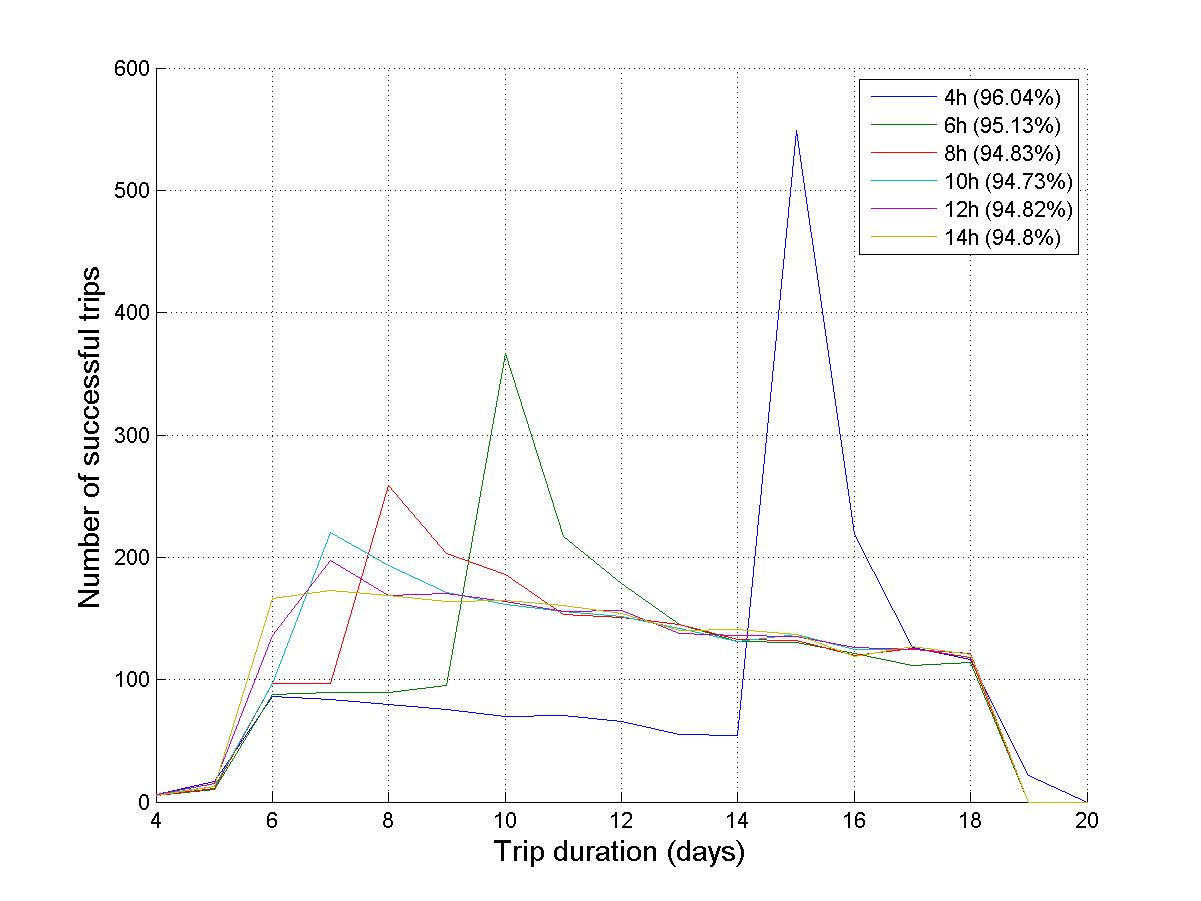 600
500
400
300
200
100
0
4 6 8 10 12 14 16 18 20
Number of successful trips
Trip duration (days)
4h (96.04%)
6h (95.13%)
8h (94.83%)
10h (94.73%)
12h (94.82%)
14h (94.8%)